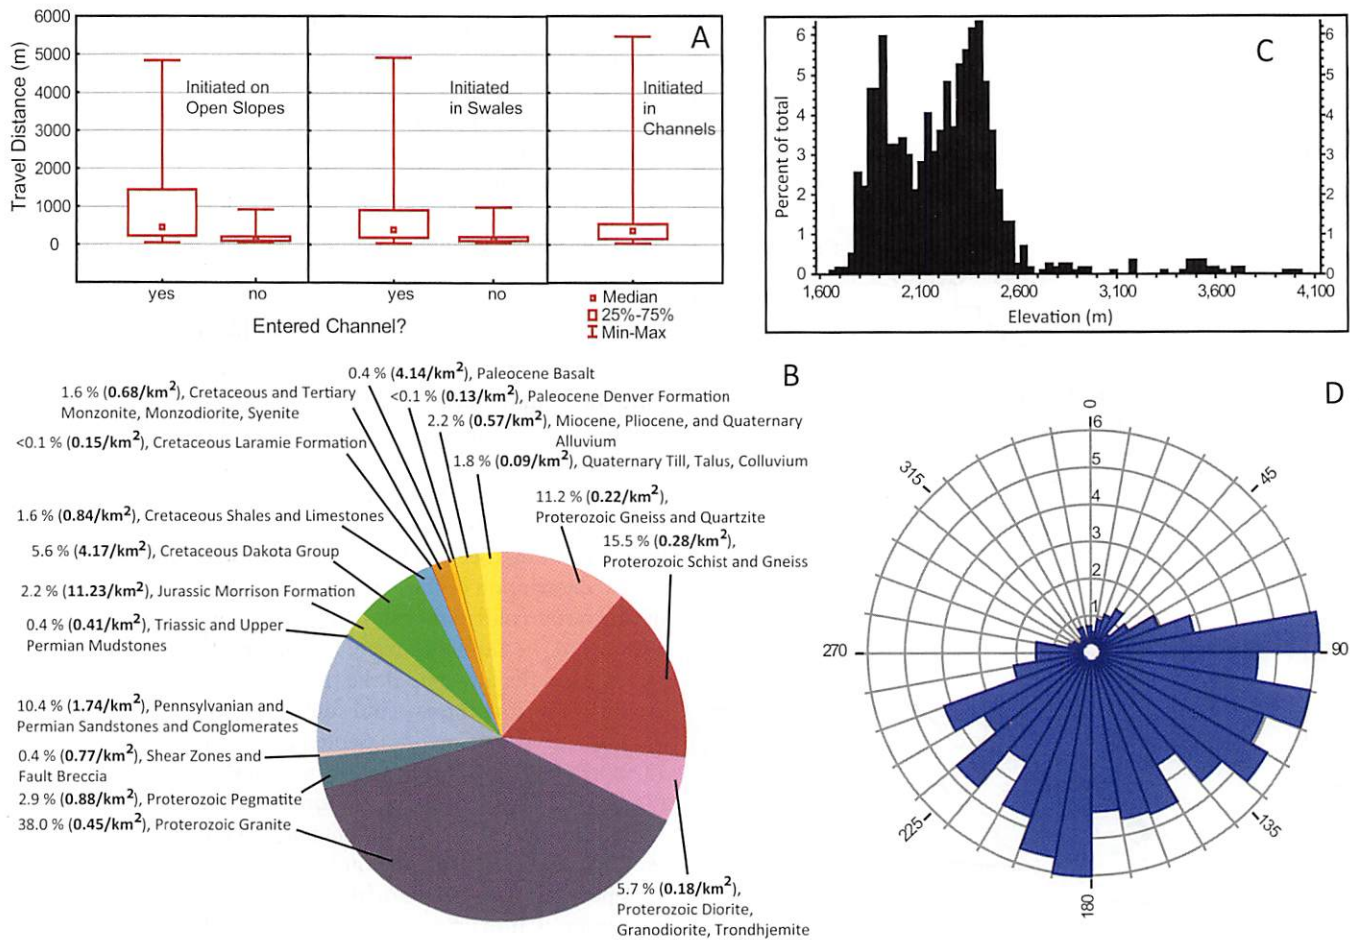 A
Travel Distance (m)
6000
5000
4000
3000
2000
1000
0
Initiated on
Open Slopes
Initiated
in Swales
Initiated
in
Channels
yes
no
yes
no
Entered Channel?
Median
25%-75%
Min-Max
C
Percent of total
6
5
4
3
2
1
0
6
5
4
3
2
1
0
1,600
2,100
2,600
3,100
3,600
4,100
Elevation (m)
B
0.4 % (4.14/km²), Paleocene Basalt
1.6 % (0.68/km²), Cretaceous and Tertiary
Monzonite, Monzodiorite, Syenite
<0.1 % (0.13/km²), Paleocene Denver Formation
2.2 % (0.57/km²), Miocene, Pliocene, and Quaternary
Alluvium
<0.1 % (0.15/km²), Cretaceous Laramie Formation
1.8 % (0.09/km²), Quaternary Till, Talus, Colluvium
11.2 % (0.22/km²),
Proterozoic Gneiss and Quartzite
15.5 % (0.28/km²),
Proterozoic Schist and Gneiss
1.6 % (0.84/km²), Cretaceous Shales and Limestones
5.6 % (4.17/km²), Cretaceous Dakota Group
2.2 % (11.23/km²), Jurassic Morrison Formation
0.4 % (0.41/km²), Triassic and Upper
Permian Mudstones
10.4 % (1.74/km²), Pennsylvanian and
Permian Sandstones and Conglomerates
0.4 % (0.77/km²), Shear Zones and
Fault Breccia
2.9 % (0.88/km²), Proterozoic Pegmatite
38.0 % (0.45/km²), Proterozoic Granite
5.7 % (0.18/km²),
Proterozoic Diorite,
Granodiorite, Trondhjemite
D
0
6
5
4
3
2
1
45
90
135
180
225
270
315